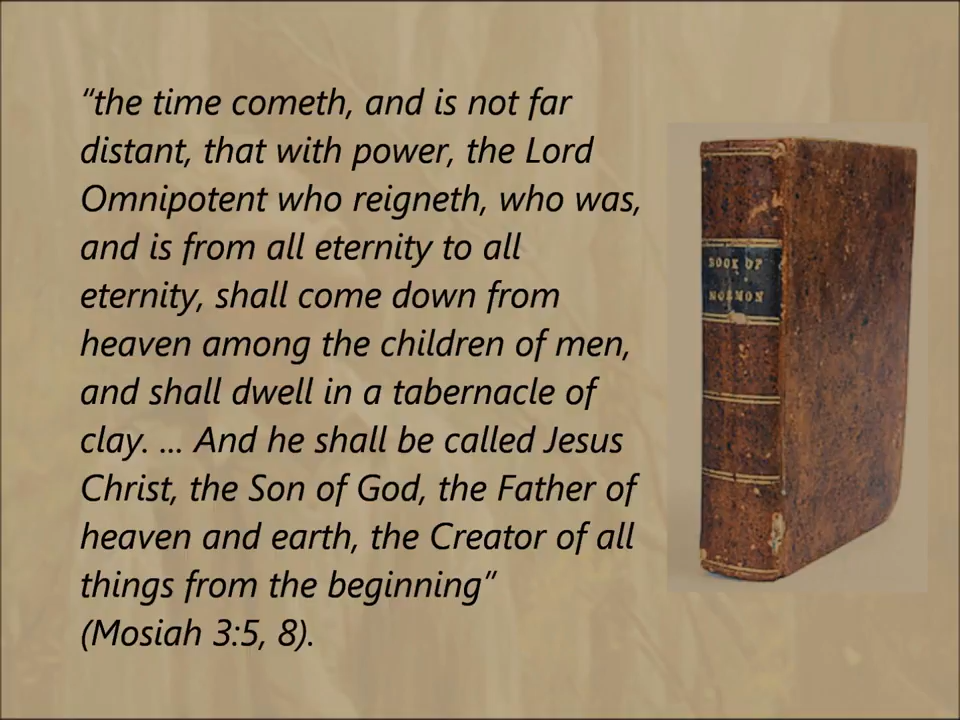 “the time cometh, and is not far
distant, that with power, the Lord
Omnipotent who reigneth, who was,
and is from all eternity to all
eternity, shall come down from
heaven among the children of men,
and shall dwell in a tabernacle of
clay. ... And he shall be called Jesus
Christ, the Son of God, the Father of
heaven and earth, the Creator of all
things from the beginning”
(Mosiah 3:5, 8).
BOOK OF
MORMON